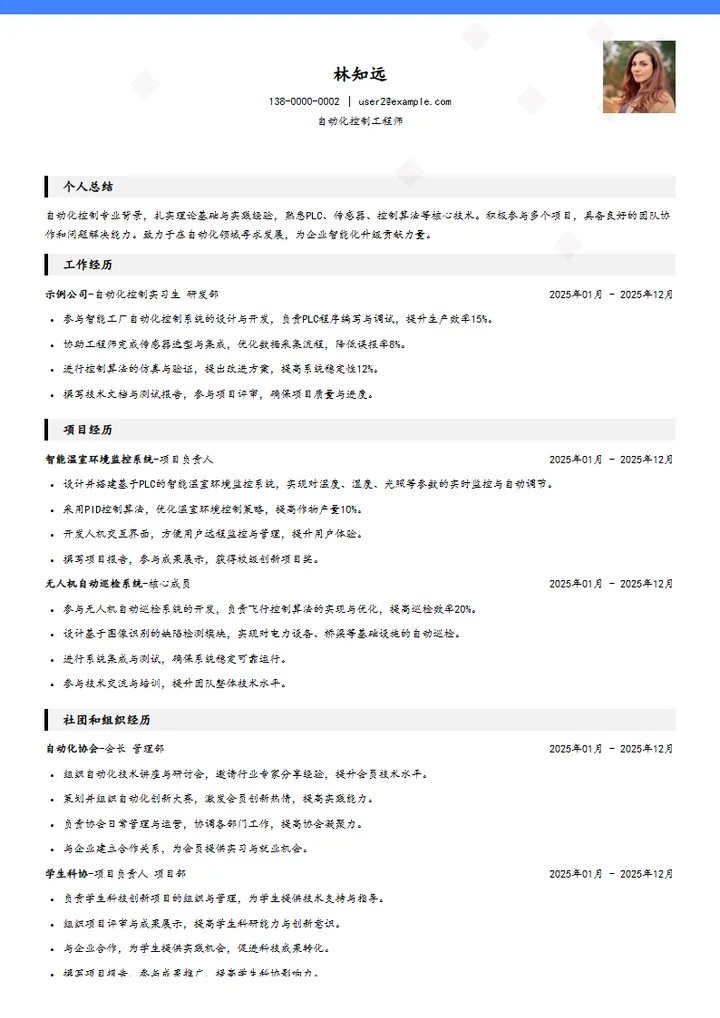 林知远
138-0000-0002 | user2@example.com
自动化控制工程师
个人总结
自动化控制专业背景，扎实理论基础与实践经验，熟悉PLC、传感器、控制算法等核心技术。积极参与多个项目，具备良好的团队协
作和问题解决能力。致力于在自动化领域寻求发展，为企业智能化升级贡献力量。
工作经历
示例公司-自动化控制实习生 研发部 2025年01月 - 2025年12月
• 参与智能工厂自动化控制系统的设计与开发，负责PLC程序编写与调试，提升生产效率15%。
• 协助工程师完成传感器选型与集成，优化数据采集流程，降低误报率8%。
• 进行控制算法的仿真与验证，提出改进方案，提高系统稳定性12%。
• 撰写技术文档与测试报告，参与项目评审，确保项目质量与进度。
项目经历
智能温室环境监控系统-项目负责人 2025年01月 - 2025年12月
• 设计并搭建基于PLC的智能温室环境监控系统，实现对温度、湿度、光照等参数的实时监控与自动调节。
• 采用PID控制算法，优化温室环境控制策略，提高作物产量10%。
• 开发人机交互界面，方便用户远程监控与管理，提升用户体验。
• 撰写项目报告，参与成果展示，获得校级创新项目奖。
无人机自动巡检系统-核心成员 2025年01月 - 2025年12月
• 参与无人机自动巡检系统的开发，负责飞行控制算法的实现与优化，提高巡检效率20%。
• 设计基于图像识别的缺陷检测模块，实现对电力设备、桥梁等基础设施的自动巡检。
• 进行系统集成与测试，确保系统稳定可靠运行。
• 参与技术交流与培训，提升团队整体技术水平。
社团和组织经历
自动化协会-会长 管理部 2025年01月 - 2025年12月
• 组织自动化技术讲座与研讨会，邀请行业专家分享经验，提升会员技术水平。
• 策划并组织自动化创新大赛，激发会员创新热情，提高实践能力。
• 负责协会日常管理与运营，协调各部门工作，提高协会凝聚力。
• 与企业建立合作关系，为会员提供实习与就业机会。
学生科协-项目负责人 项目部 2025年01月 - 2025年12月
• 负责学生科技创新项目的组织与管理，为学生提供技术支持与指导。
• 组织项目评审与成果展示，提高学生科研能力与创新意识。
• 与企业合作，为学生提供实践机会，促进科技成果转化。
• 撰写项目报告，参与成果推广，提高学生科协影响力。